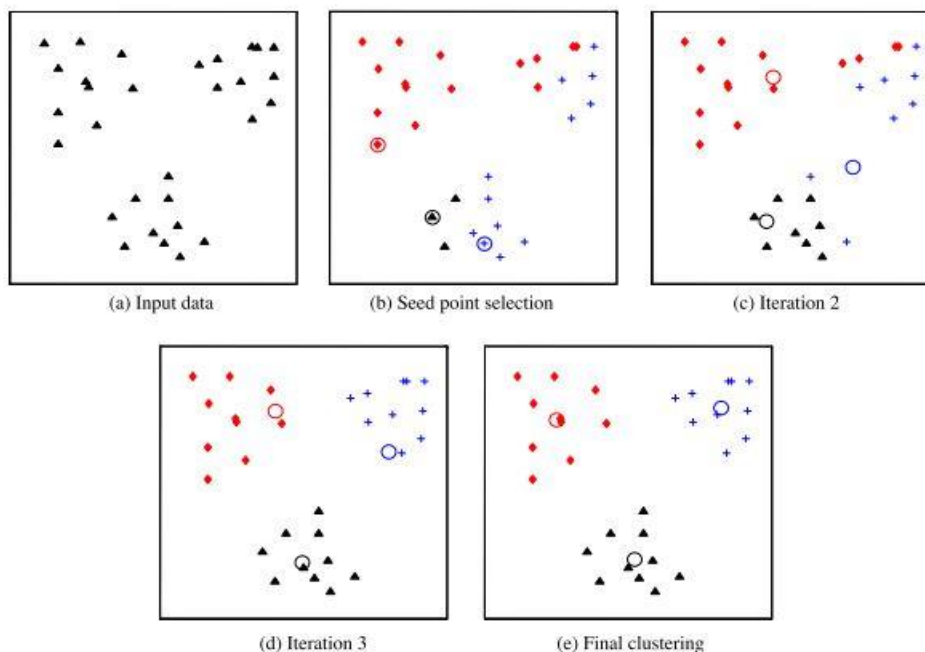 (a) Input data
(b) Seed point selection
(c) Iteration 2
(d) Iteration 3
(e) Final clustering